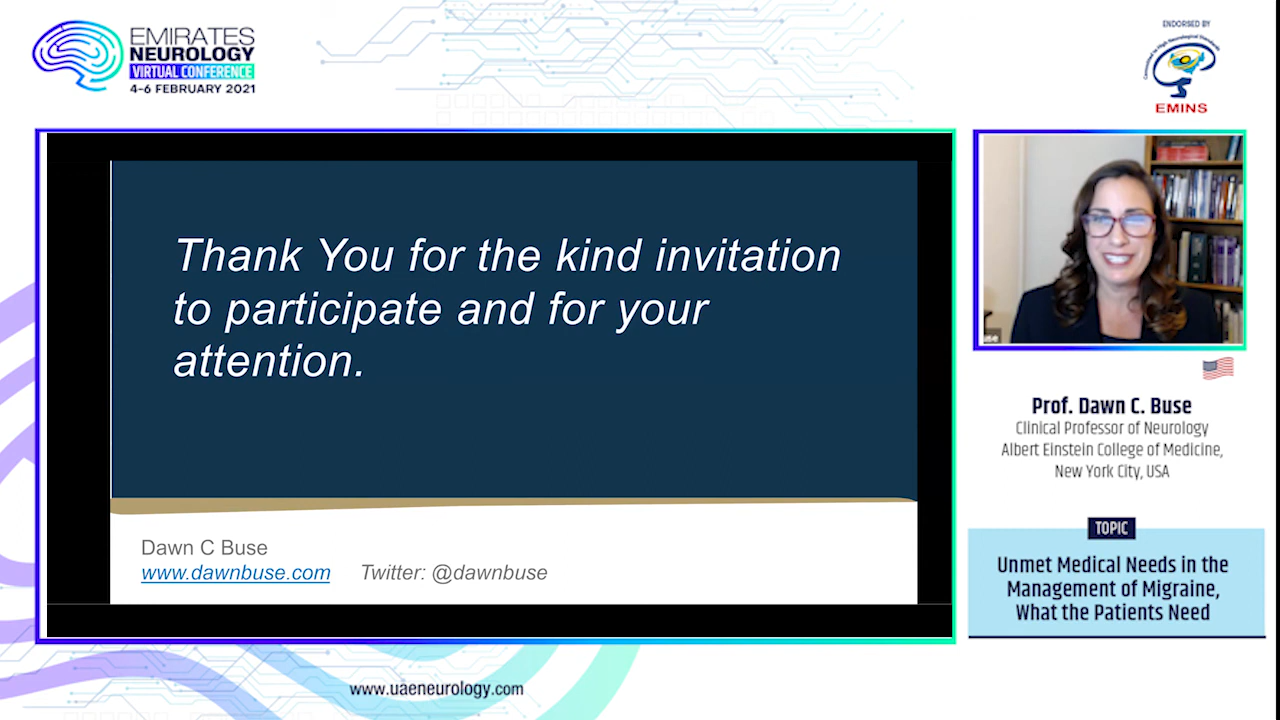 EMIRATES
NEUROLOGY
VIRTUAL CONFERENCE
4-6 FEBRUARY 2021
ENDORSED BY
EMINS
Thank You for the kind invitation
to participate and for your
attention.
Dawn C Buse
www.dawnbuse.com Twitter: @dawnbuse
Prof. Dawn C. Buse
Clinical Professor of Neurology
Albert Einstein College of Medicine,
New York City, USA
TOPIC
Unmet Medical Needs in the
Management of Migraine,
What the Patients Need
www.uaeneurology.com